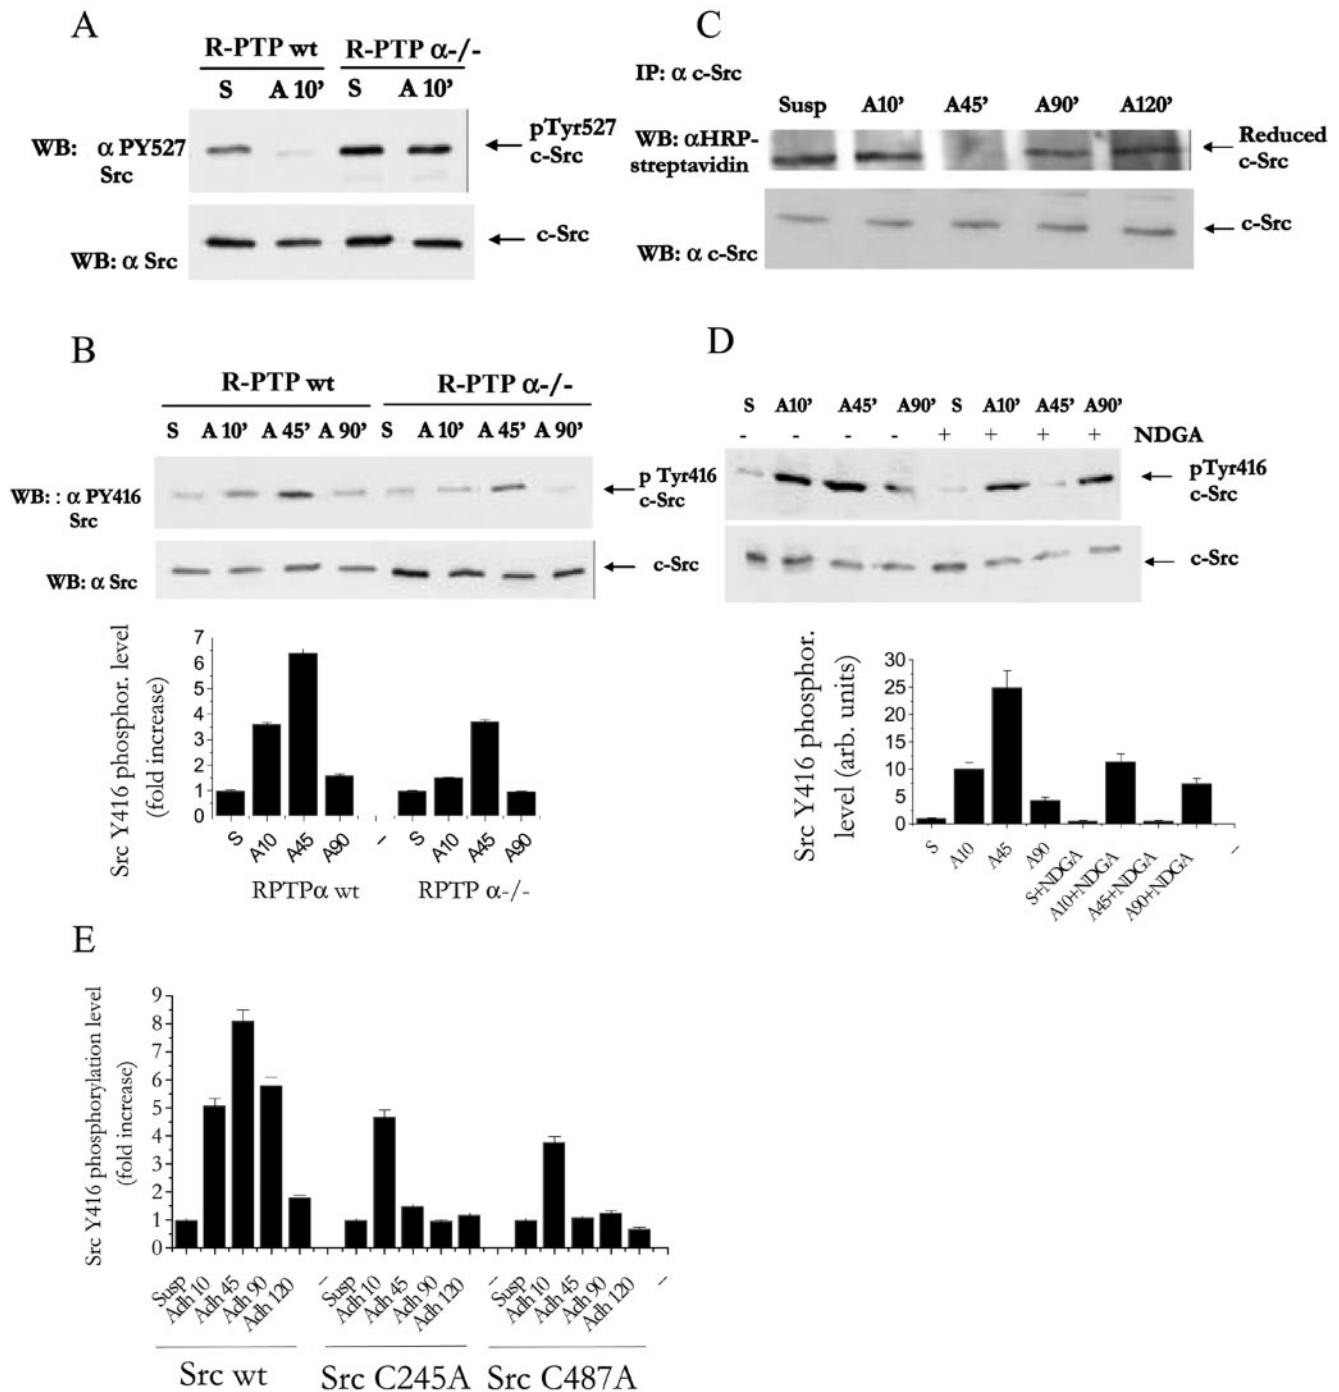 A
R-PTP wt R-PTP α-/-
S A 10’ S A 10’
WB: α PY527
Src
pTyr527
c-Src
WB: α Src
c-Src
C
IP: α c-Src
Susp A10’ A45’ A90’ A120’
WB: αHRP-
streptavidin
Reduced
c-Src
WB: α c-Src
c-Src
B
R-PTP wt R-PTP α-/-
S A 10’ A 45’ A 90’ S A 10’ A 45’ A 90’
WB: : α PY416
Src
p Tyr416
c-Src
WB: α Src
c-Src
Src Y416 phosphor. level
(fold increase)
7
6
5
4
3
2
1
0
S A10 A45 A90 – S A10 A45 A90
RPTPα wt RPTP α-/-
D
S A10’ A45’ A90’ S A10’ A45’ A90’
- - - - + + + + NDGA
pTyr416
c-Src
c-Src
Src Y416 phosphor.
level (arb. units)
30
25
20
15
10
5
0
S A10 A45 A90 S+NDGA A10+NDGA A45+NDGA A90+NDGA –
E
Src Y416 phosphorylation level
(fold increase)
9
8
7
6
5
4
3
2
1
0
Susp Adh 10 Adh 45 Adh 90 Adh 120 – Susp Adh 10 Adh 45 Adh 90 Adh 120 – Susp Adh 10 Adh 45 Adh 90 Adh 120 –
Src wt Src C245A Src C487A